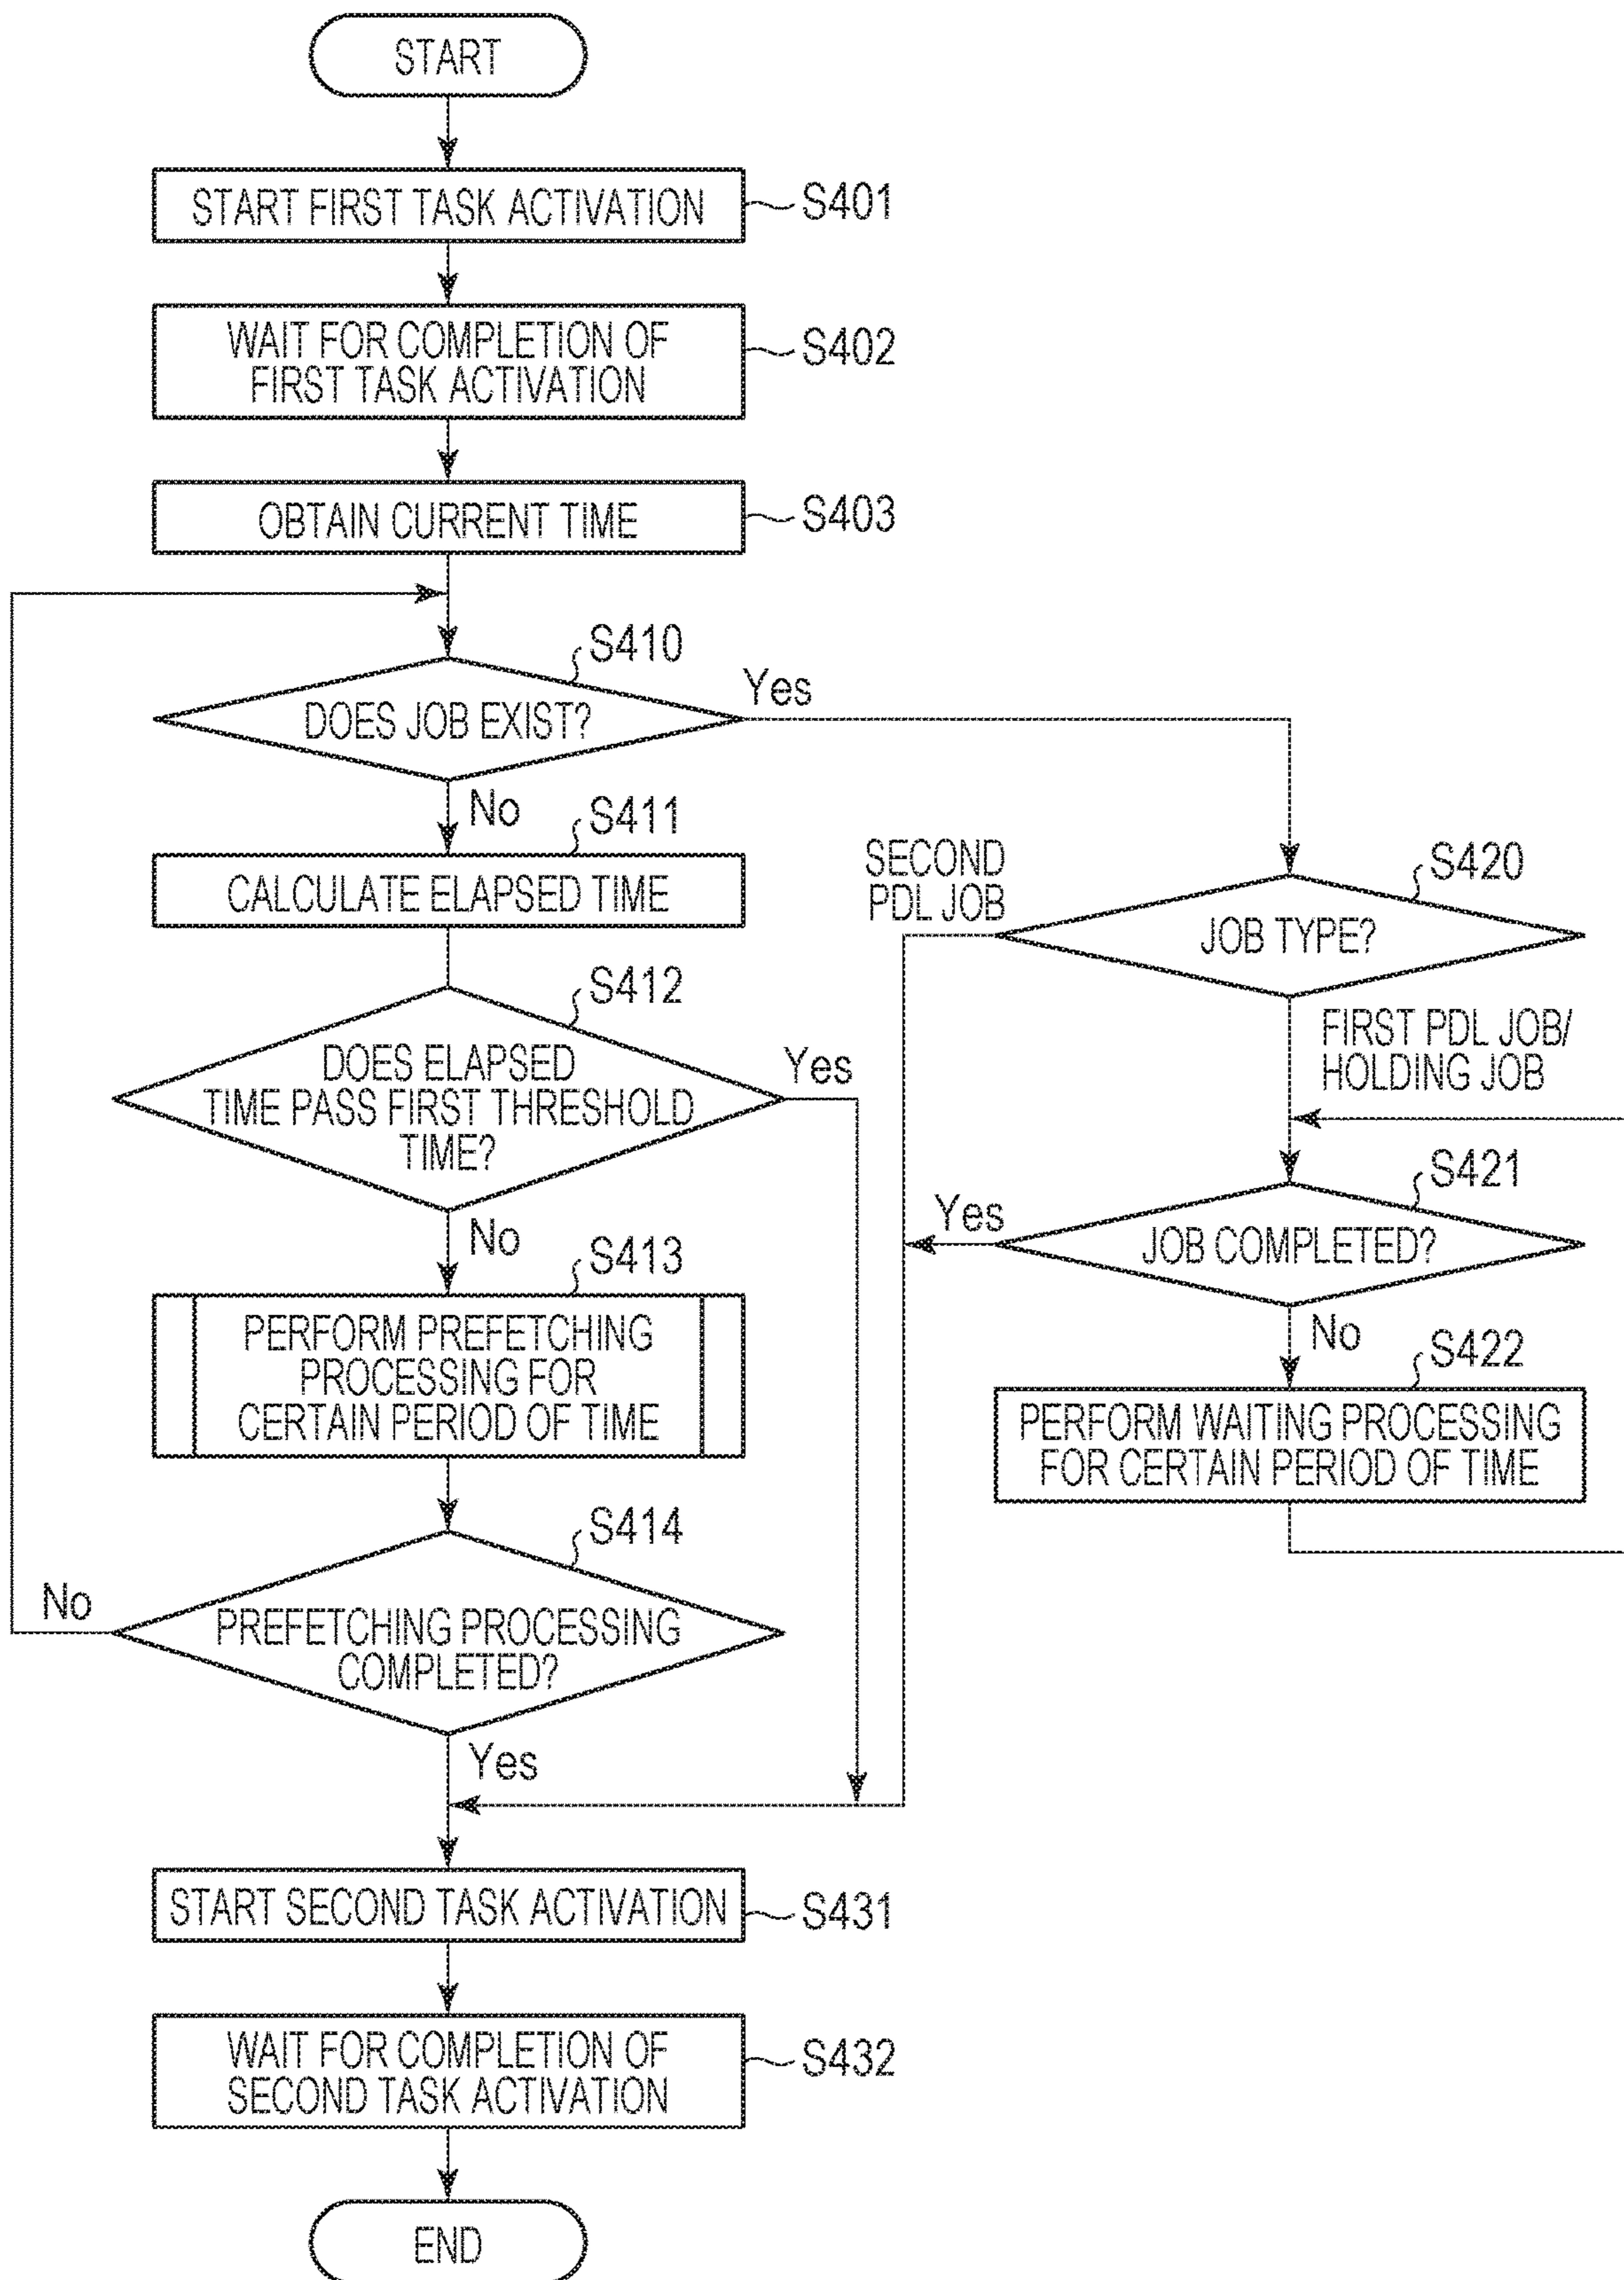 START
START FIRST TASK ACTIVATION
S401
WAIT FOR COMPLETION OF
FIRST TASK ACTIVATION
S402
OBTAIN CURRENT TIME
S403
S410
DOES JOB EXIST?
Yes
No
S411
CALCULATE ELAPSED TIME
S412
DOES ELAPSED
TIME PASS FIRST THRESHOLD
TIME?
Yes
No
S413
PERFORM PREFETCHING
PROCESSING FOR
CERTAIN PERIOD OF TIME
S414
PREFETCHING PROCESSING
COMPLETED?
No
Yes
SECOND
PDL JOB
S420
JOB TYPE?
FIRST PDL JOB/
HOLDING JOB
S421
JOB COMPLETED?
Yes
No
S422
PERFORM WAITING PROCESSING
FOR CERTAIN PERIOD OF TIME
START SECOND TASK ACTIVATION
S431
WAIT FOR COMPLETION OF
SECOND TASK ACTIVATION
S432
END